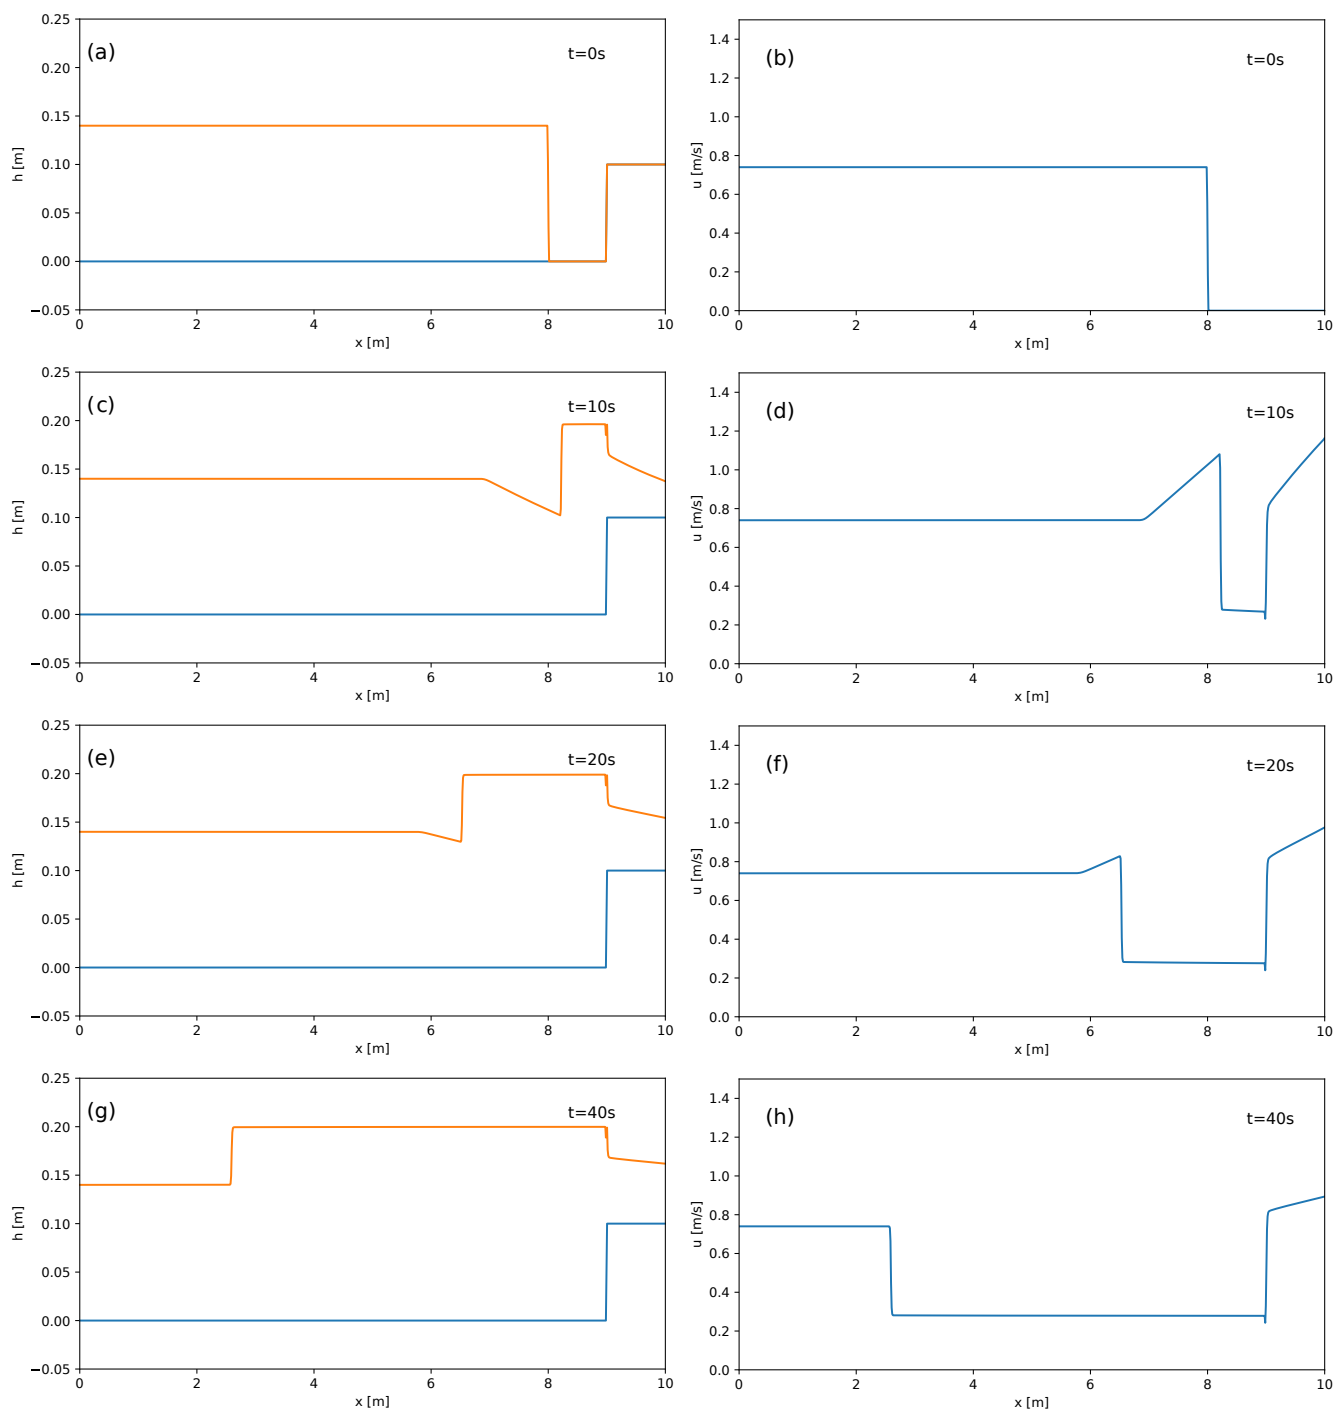 (a)
t=0s
h [m]
0.25
0.20
0.15
0.10
0.05
0.00
−0.05
0 2 4 6 8 10
x [m]
(b)
t=0s
u [m/s]
1.4
1.2
1.0
0.8
0.6
0.4
0.2
0.0
0 2 4 6 8 10
x [m]
(c)
t=10s
h [m]
0.25
0.20
0.15
0.10
0.05
0.00
−0.05
0 2 4 6 8 10
x [m]
(d)
t=10s
u [m/s]
1.4
1.2
1.0
0.8
0.6
0.4
0.2
0.0
0 2 4 6 8 10
x [m]
(e)
t=20s
h [m]
0.25
0.20
0.15
0.10
0.05
0.00
−0.05
0 2 4 6 8 10
x [m]
(f)
t=20s
u [m/s]
1.4
1.2
1.0
0.8
0.6
0.4
0.2
0.0
0 2 4 6 8 10
x [m]
(g)
t=40s
h [m]
0.25
0.20
0.15
0.10
0.05
0.00
−0.05
0 2 4 6 8 10
x [m]
(h)
t=40s
u [m/s]
1.4
1.2
1.0
0.8
0.6
0.4
0.2
0.0
0 2 4 6 8 10
x [m]